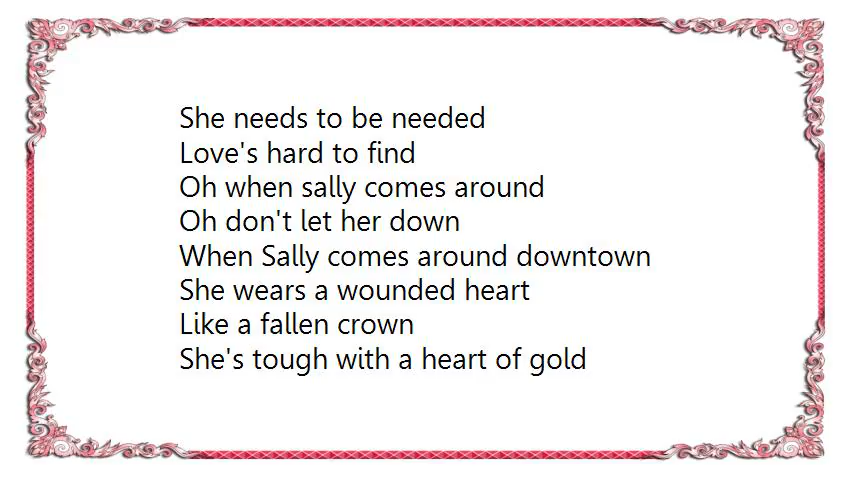 She needs to be needed
Love's hard to find
Oh when sally comes around
Oh don't let her down
When Sally comes around downtown
She wears a wounded heart
Like a fallen crown
She's tough with a heart of gold